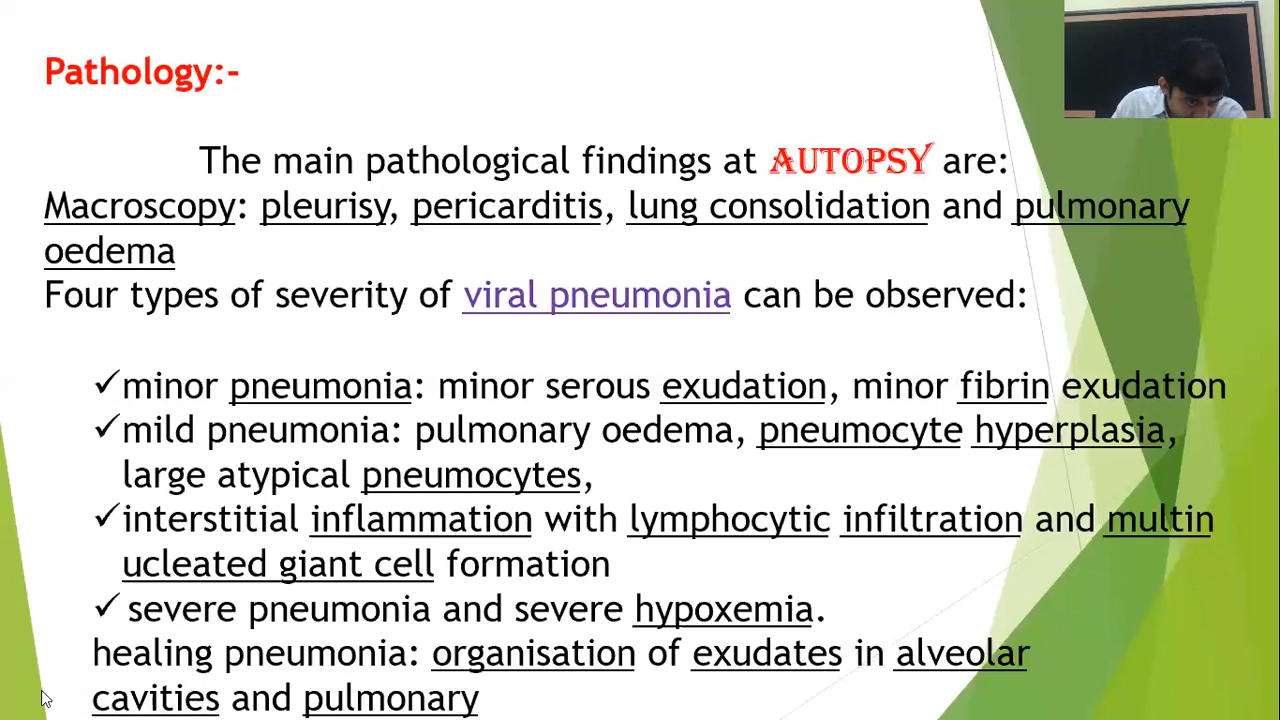 Pathology:-
The main pathological findings at AUTOPSY are:
Macroscopy: pleurisy, pericarditis, lung consolidation and pulmonary
oedema
Four types of severity of viral pneumonia can be observed:
✓minor pneumonia: minor serous exudation, minor fibrin exudation
✓mild pneumonia: pulmonary oedema, pneumocyte hyperplasia,
large atypical pneumocytes,
✓interstitial inflammation with lymphocytic infiltration and multin
ucleated giant cell formation
✓ severe pneumonia and severe hypoxemia.
healing pneumonia: organisation of exudates in alveolar
cavities and pulmonary